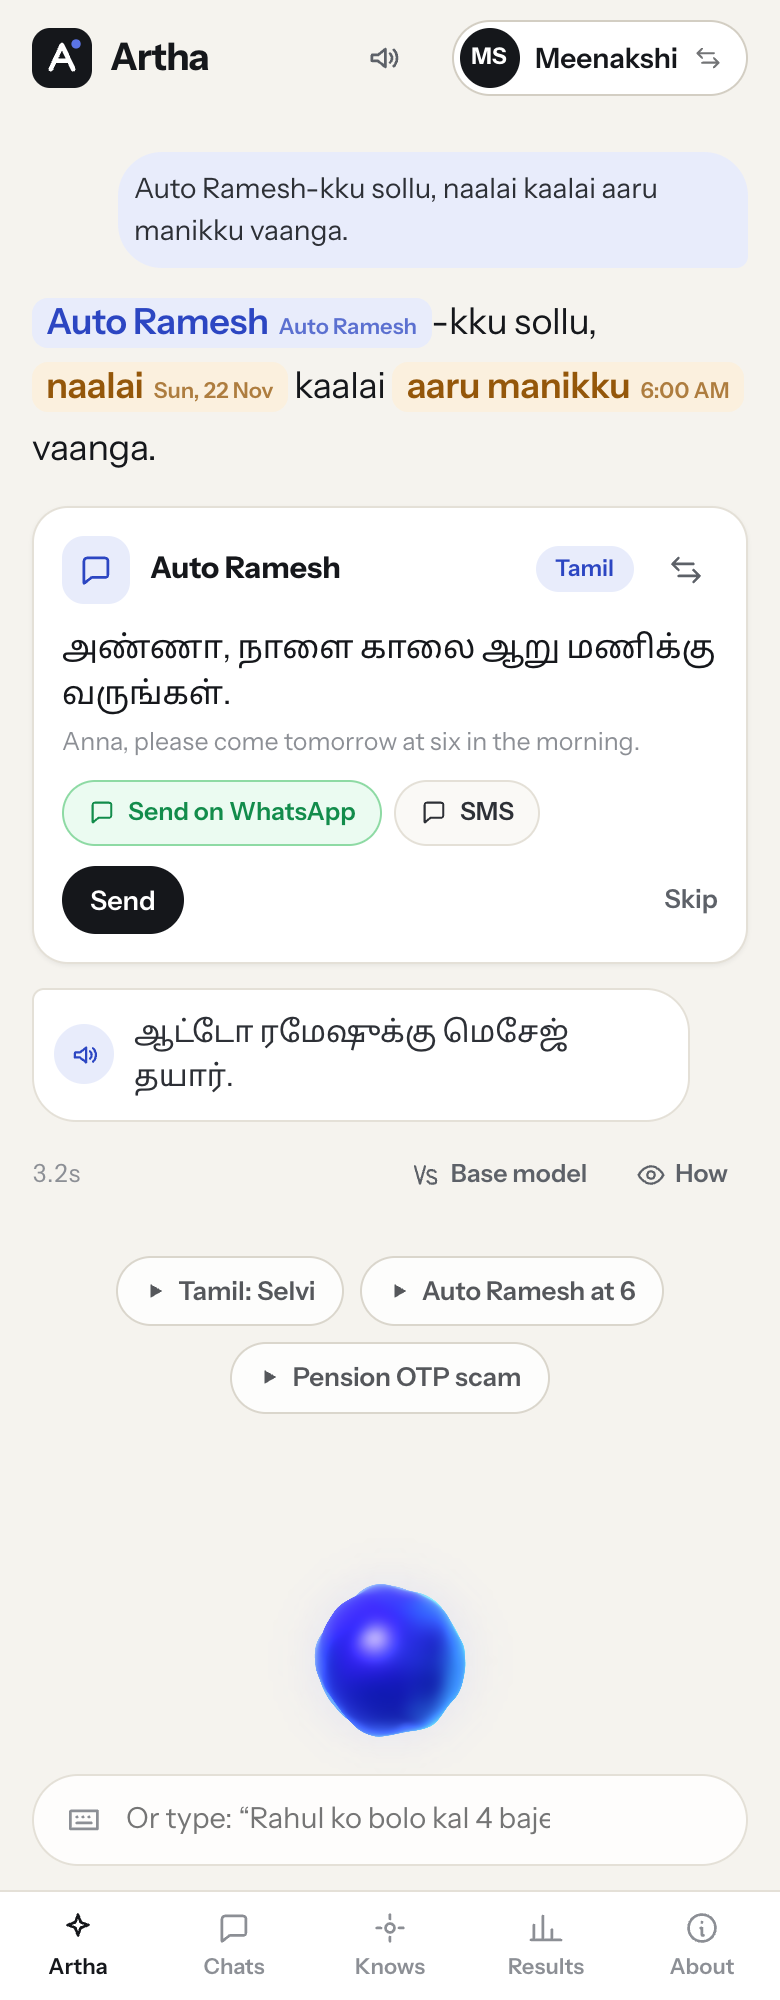 Artha
MS Meenakshi
Auto Ramesh-kku sollu, naalai kaalai aaru
manikku vaanga.
Auto Ramesh Auto Ramesh -kku sollu,
naalai Sun, 22 Nov kaalai aaru manikku 6:00 AM
vaanga.
Auto Ramesh Tamil
அண்ணா, நாளை காலை ஆறு மணிக்கு
வருங்கள்.
Anna, please come tomorrow at six in the morning.
Send on WhatsApp SMS
Send Skip
ஆட்டோ ரமேஷுக்கு மெசேஜ்
தயார்.
3.2s Vs Base model How
Tamil: Selvi Auto Ramesh at 6
Pension OTP scam
Or type: “Rahul ko bolo kal 4 baje
Artha Chats Knows Results About